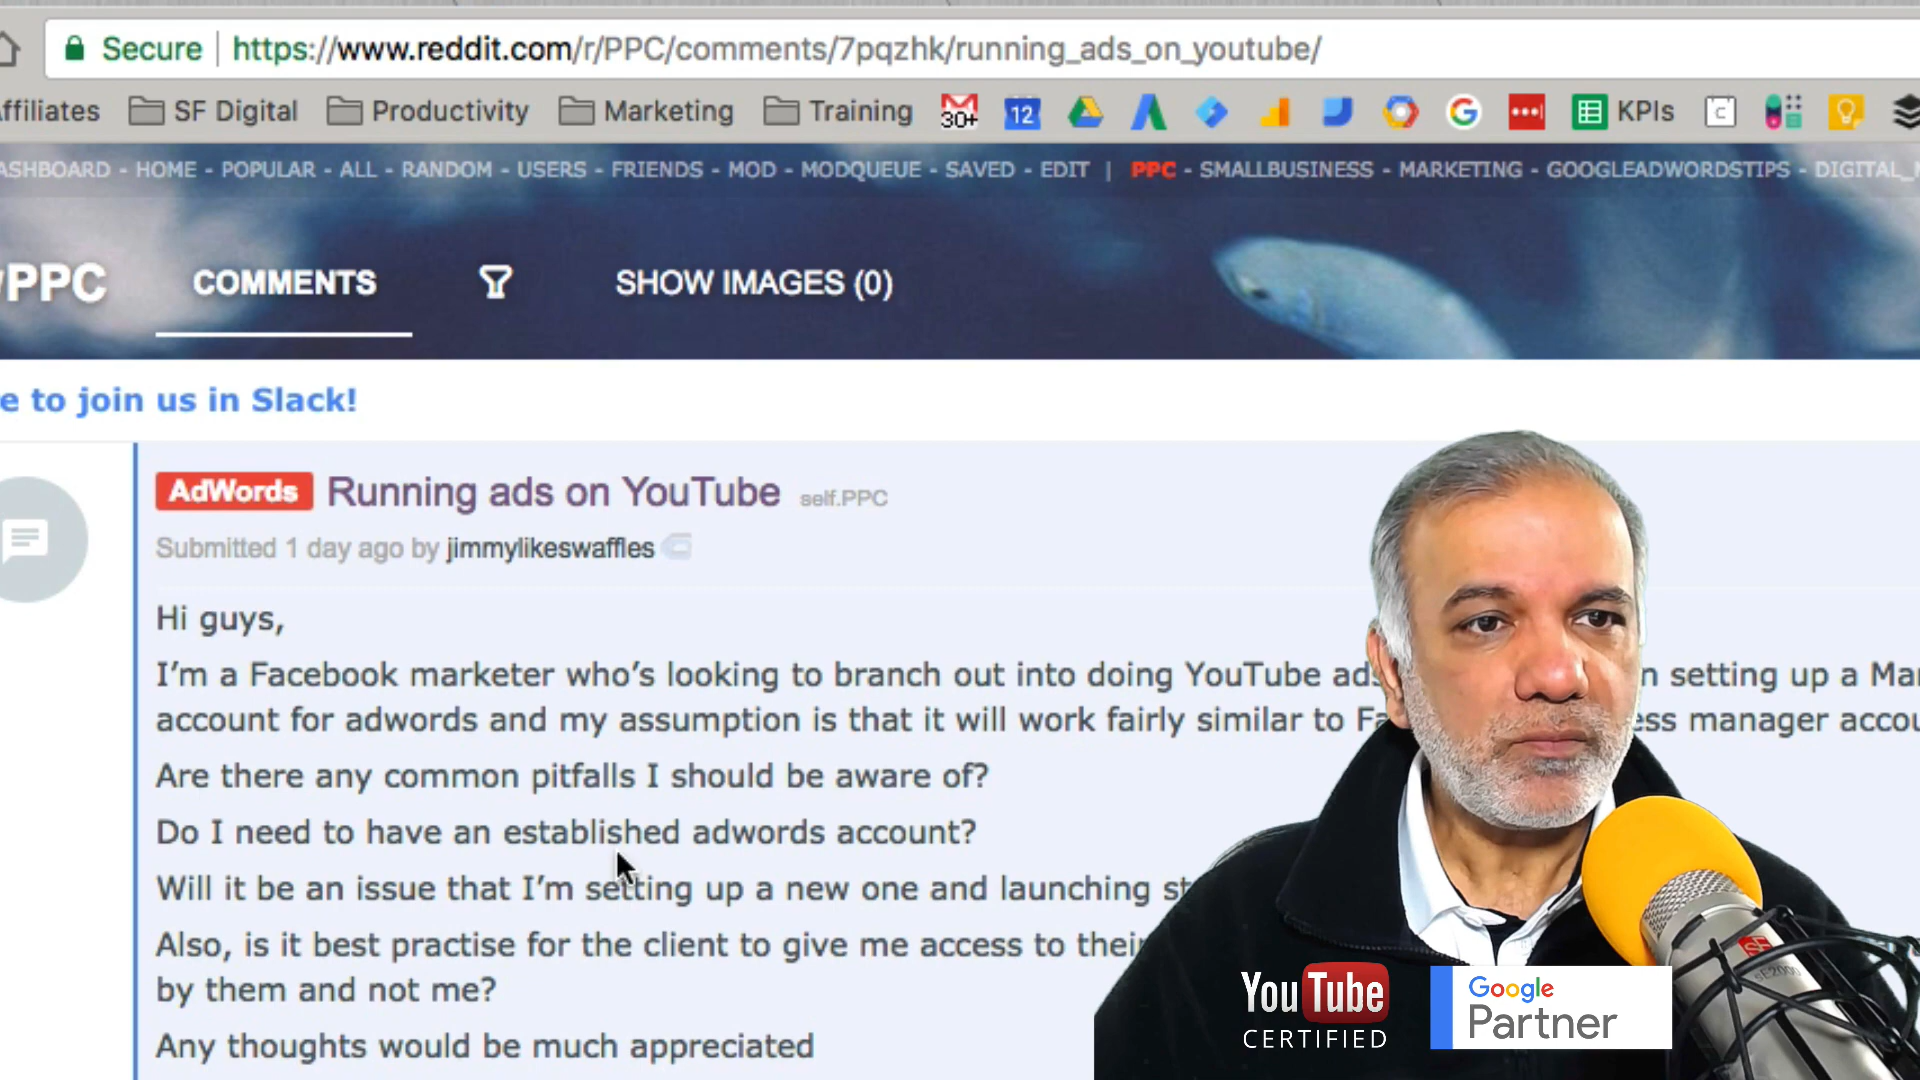 Secure https://www.reddit.com/r/PPC/comments/7pqzhk/running_ads_on_youtube/
ffiliates SF Digital Productivity Marketing Training 30+ 12 KPIs
ASHBOARD - HOME - POPULAR - ALL - RANDOM - USERS - FRIENDS - MOD - MODQUEUE - SAVED - EDIT | PPC - SMALLBUSINESS - MARKETING - GOOGLEADWORDSTIPS - DIGITAL_
PPC COMMENTS SHOW IMAGES (0)
e to join us in Slack!
AdWords Running ads on YouTube self.PPC
Submitted 1 day ago by jimmylikeswaffles
Hi guys,
I'm a Facebook marketer who's looking to branch out into doing YouTube ads n setting up a Ma
account for adwords and my assumption is that it will work fairly similar to Fa ess manager accou
Are there any common pitfalls I should be aware of?
Do I need to have an established adwords account?
Will it be an issue that I'm setting up a new one and launching st
Also, is it best practise for the client to give me access to their
by them and not me?
Any thoughts would be much appreciated
YouTube
CERTIFIED
Google
Partner
sE2000